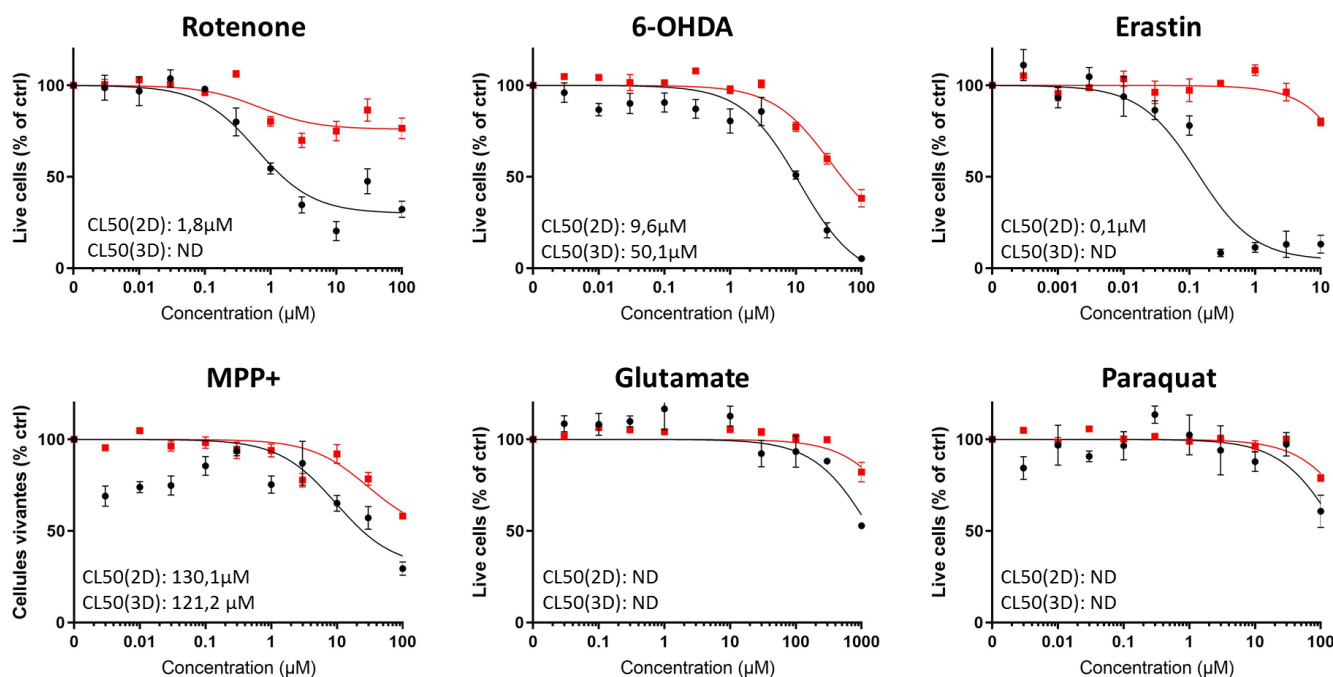 Rotenone
Live cells (% of ctrl)
100
50
0
CL50(2D): 1,8µM
CL50(3D): ND
0 0.01 0.1 1 10 100
Concentration (µM)
6-OHDA
Live cells (% of ctrl)
100
50
0
CL50(2D): 9,6µM
CL50(3D): 50,1µM
0 0.01 0.1 1 10 100
Concentration (µM)
Erastin
Live cells (% of ctrl)
100
50
0
CL50(2D): 0,1µM
CL50(3D): ND
0 0.001 0.01 0.1 1 10
Concentration (µM)
MPP+
Cellules vivantes (% ctrl)
100
50
0
CL50(2D): 130,1µM
CL50(3D): 121,2 µM
0 0.01 0.1 1 10 100
Concentration (µM)
Glutamate
Live cells (% of ctrl)
100
50
0
CL50(2D): ND
CL50(3D): ND
0 0.1 1 10 100 1000
Concentration (µM)
Paraquat
Live cells (% of ctrl)
100
50
0
CL50(2D): ND
CL50(3D): ND
0 0.01 0.1 1 10 100
Concentration (µM)